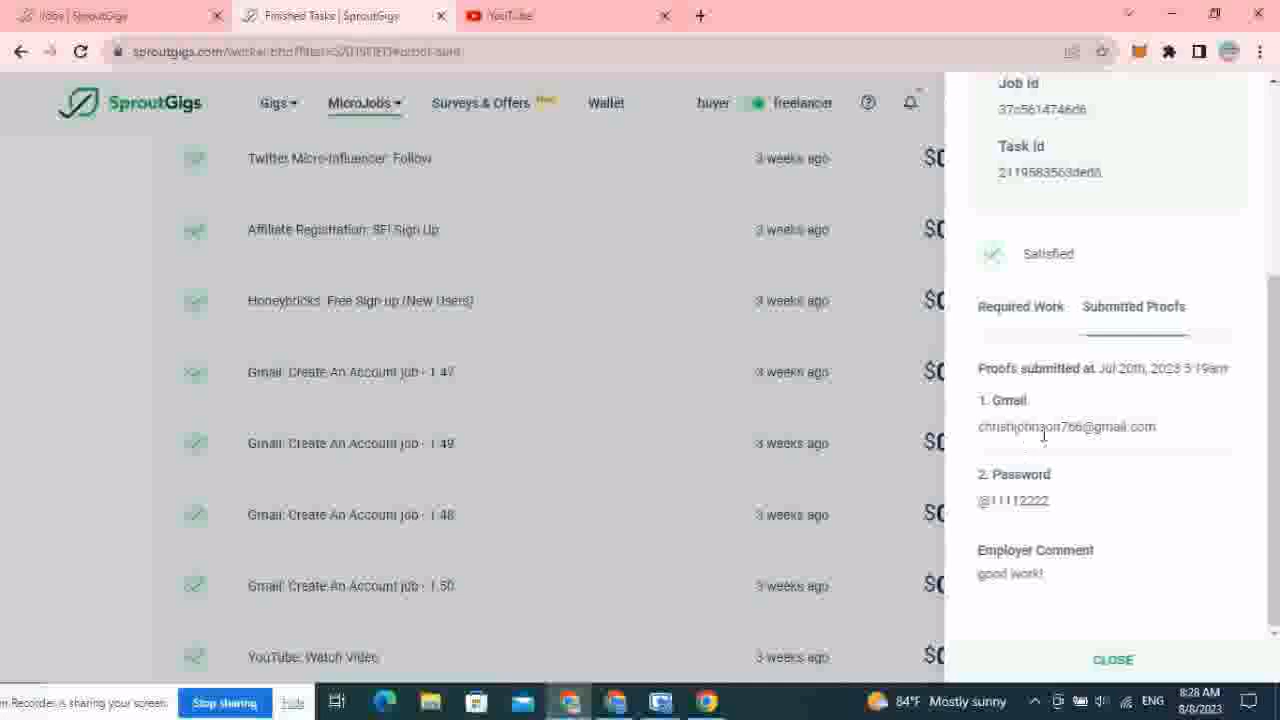 Jobs | SproutGigs
Finished Tasks | SproutGigs
YouTube
SproutGigs
Gigs
MicroJobs
Surveys & Offers
Wallet
buyer
freelancer
Job Id
37c5614746d6
Task Id
Twitter Micro-Influencer: Follow
3 weeks ago
Affiliate Registration: SFI Sign Up
3 weeks ago
Satisfied
Honeybricks: Free Sign-up (New Users)
3 weeks ago
Required Work
Submitted Proofs
Gmail: Create An Account job - 1.47
3 weeks ago
Proofs submitted at Jul 20th, 2023 5:19am
1. Gmail
Gmail: Create An Account job - 1.49
3 weeks ago
2. Password
@11112222
Gmail: Create An Account job - 1.48
3 weeks ago
Employer Comment
good work!
Gmail: Create An Account job - 1.50
3 weeks ago
YouTube: Watch Video
3 weeks ago
CLOSE
Recorder is sharing your screen.
Stop sharing
Hide
84°F Mostly sunny
ENG
8:28 AM
8/8/2023